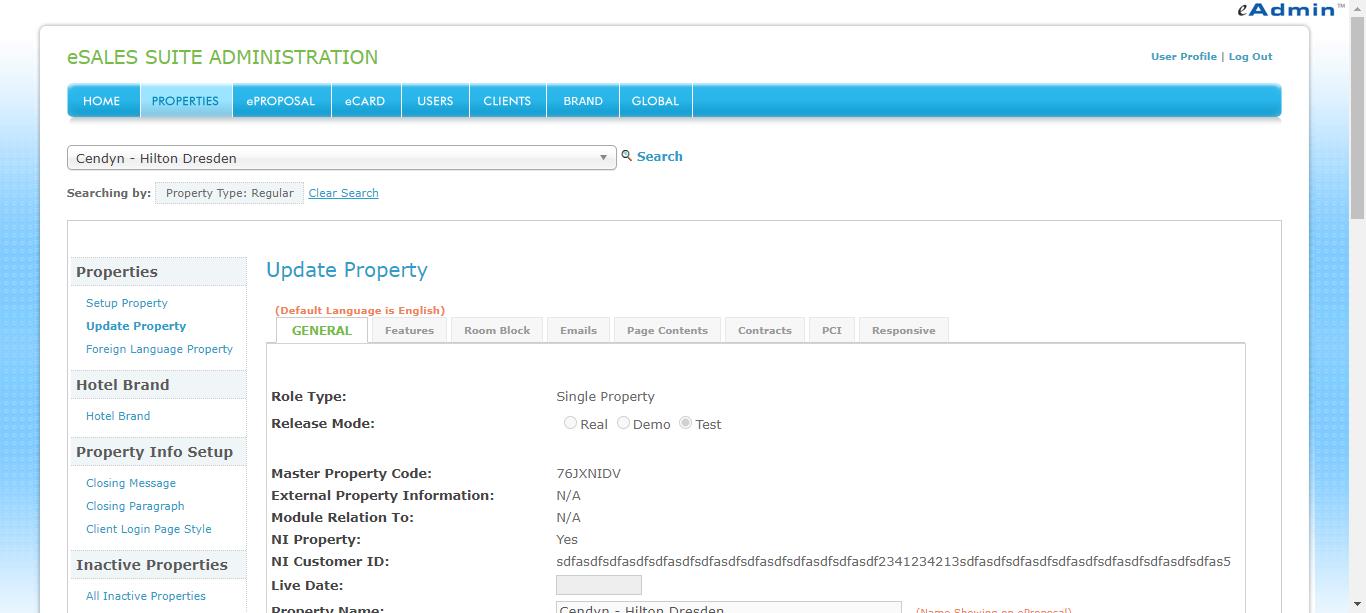 eAdmin™
eSALES SUITE ADMINISTRATION
User Profile | Log Out
HOME PROPERTIES ePROPOSAL eCARD USERS CLIENTS BRAND GLOBAL
Cendyn - Hilton Dresden
Search
Searching by: Property Type: Regular Clear Search
Properties
Setup Property
Update Property
Foreign Language Property
Hotel Brand
Hotel Brand
Property Info Setup
Closing Message
Closing Paragraph
Client Login Page Style
Inactive Properties
All Inactive Properties
Update Property
(Default Language is English)
GENERAL Features Room Block Emails Page Contents Contracts PCI Responsive
Role Type: Single Property
Release Mode: Real Demo Test
Master Property Code: 76JXNIDV
External Property Information: N/A
Module Relation To: N/A
NI Property: Yes
NI Customer ID: sdfasdfsdfasdfsdfasdfsdfasdfsdfasdfsdfasdfsdfasdf2341234213sdfasdfsdfasdfsdfasdfsdfasdfsdfasdfsdfas5
Live Date:
Property Name: Cendyn - Hilton Dresden (Name Showing on eProposal)